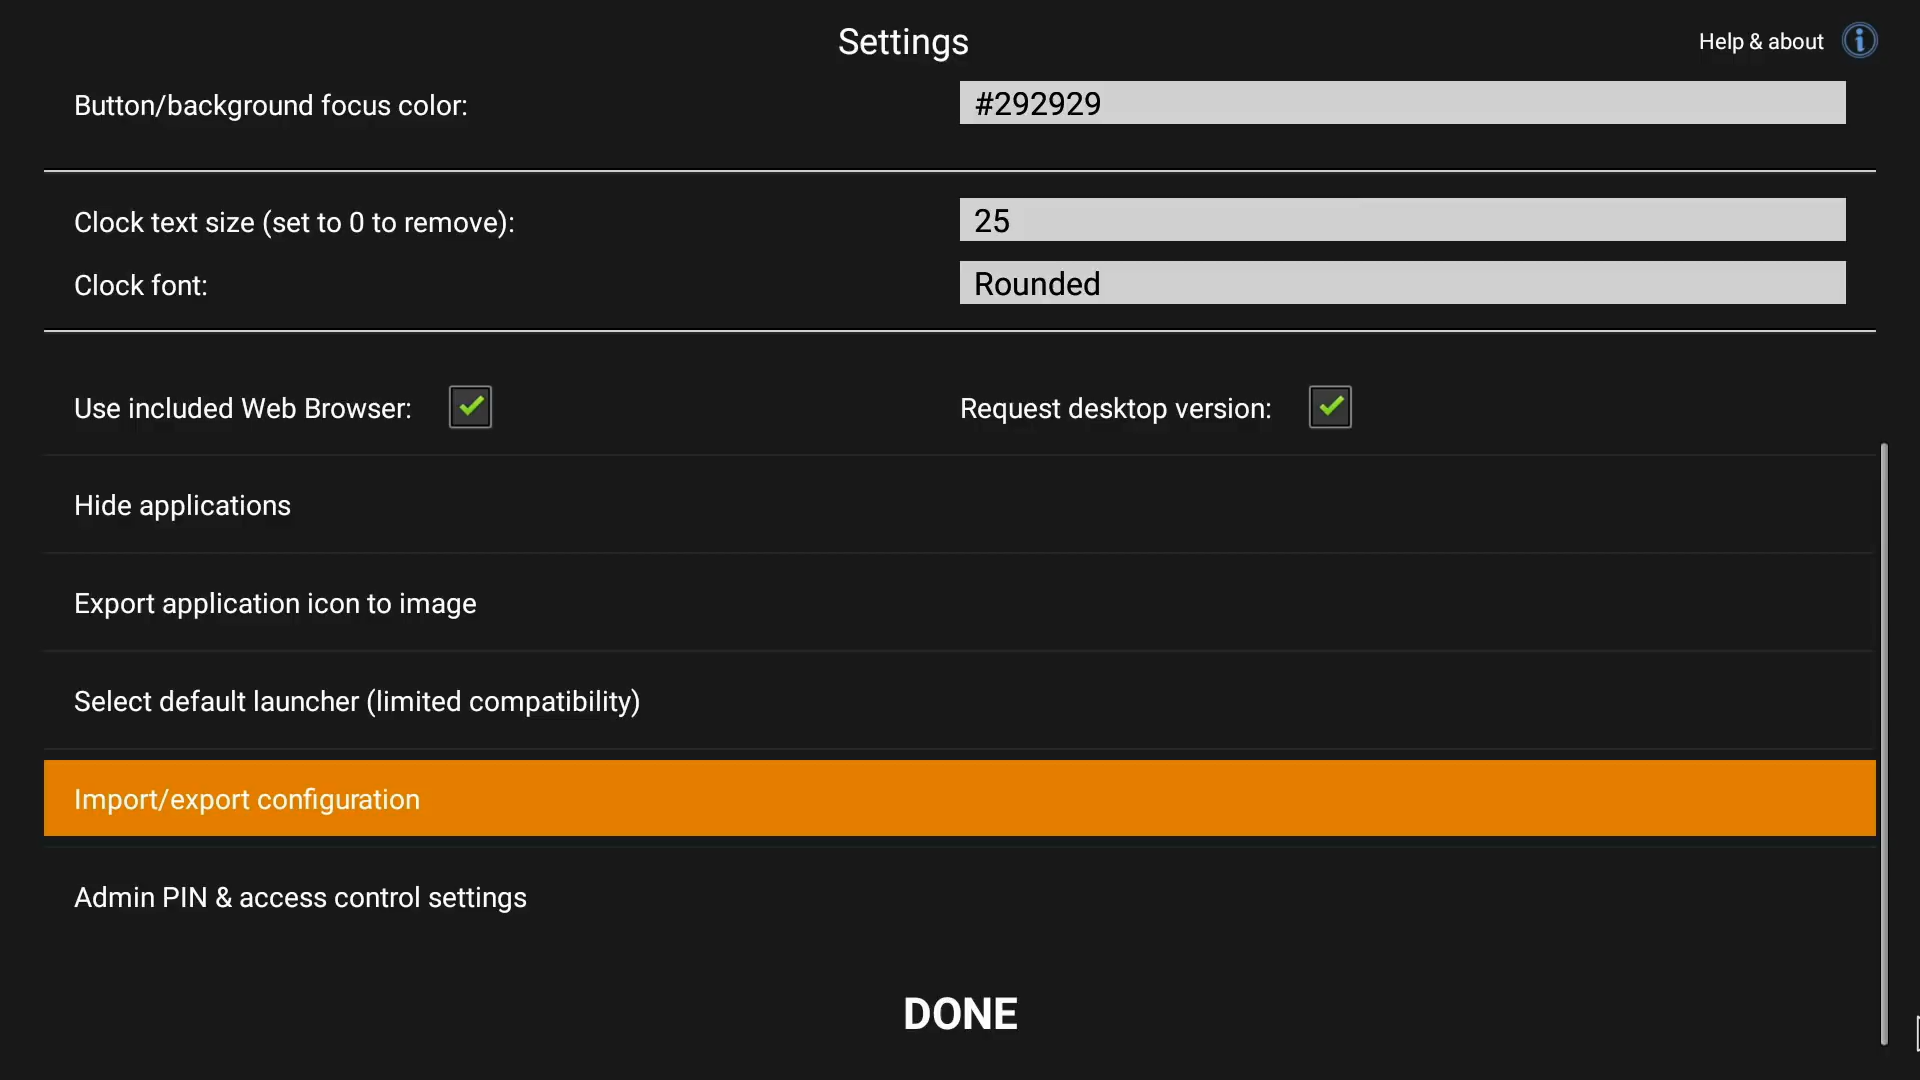 Settings
Help & about
Button/background focus color:
#292929
Clock text size (set to 0 to remove):
25
Clock font:
Rounded
Use included Web Browser:
Request desktop version:
Hide applications
Export application icon to image
Select default launcher (limited compatibility)
Import/export configuration
Admin PIN & access control settings
DONE